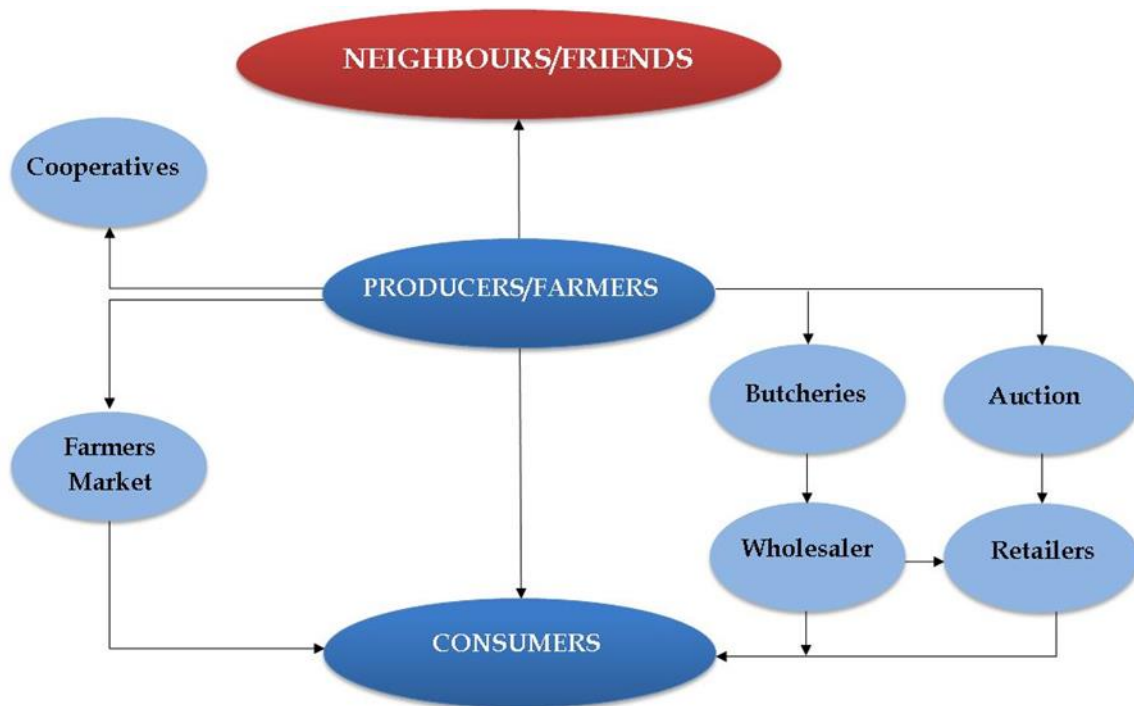 NEIGHBOURS/FRIENDS
Cooperatives
PRODUCERS/FARMERS
Butcheries
Auction
Farmers
Market
Wholesaler
Retailers
CONSUMERS